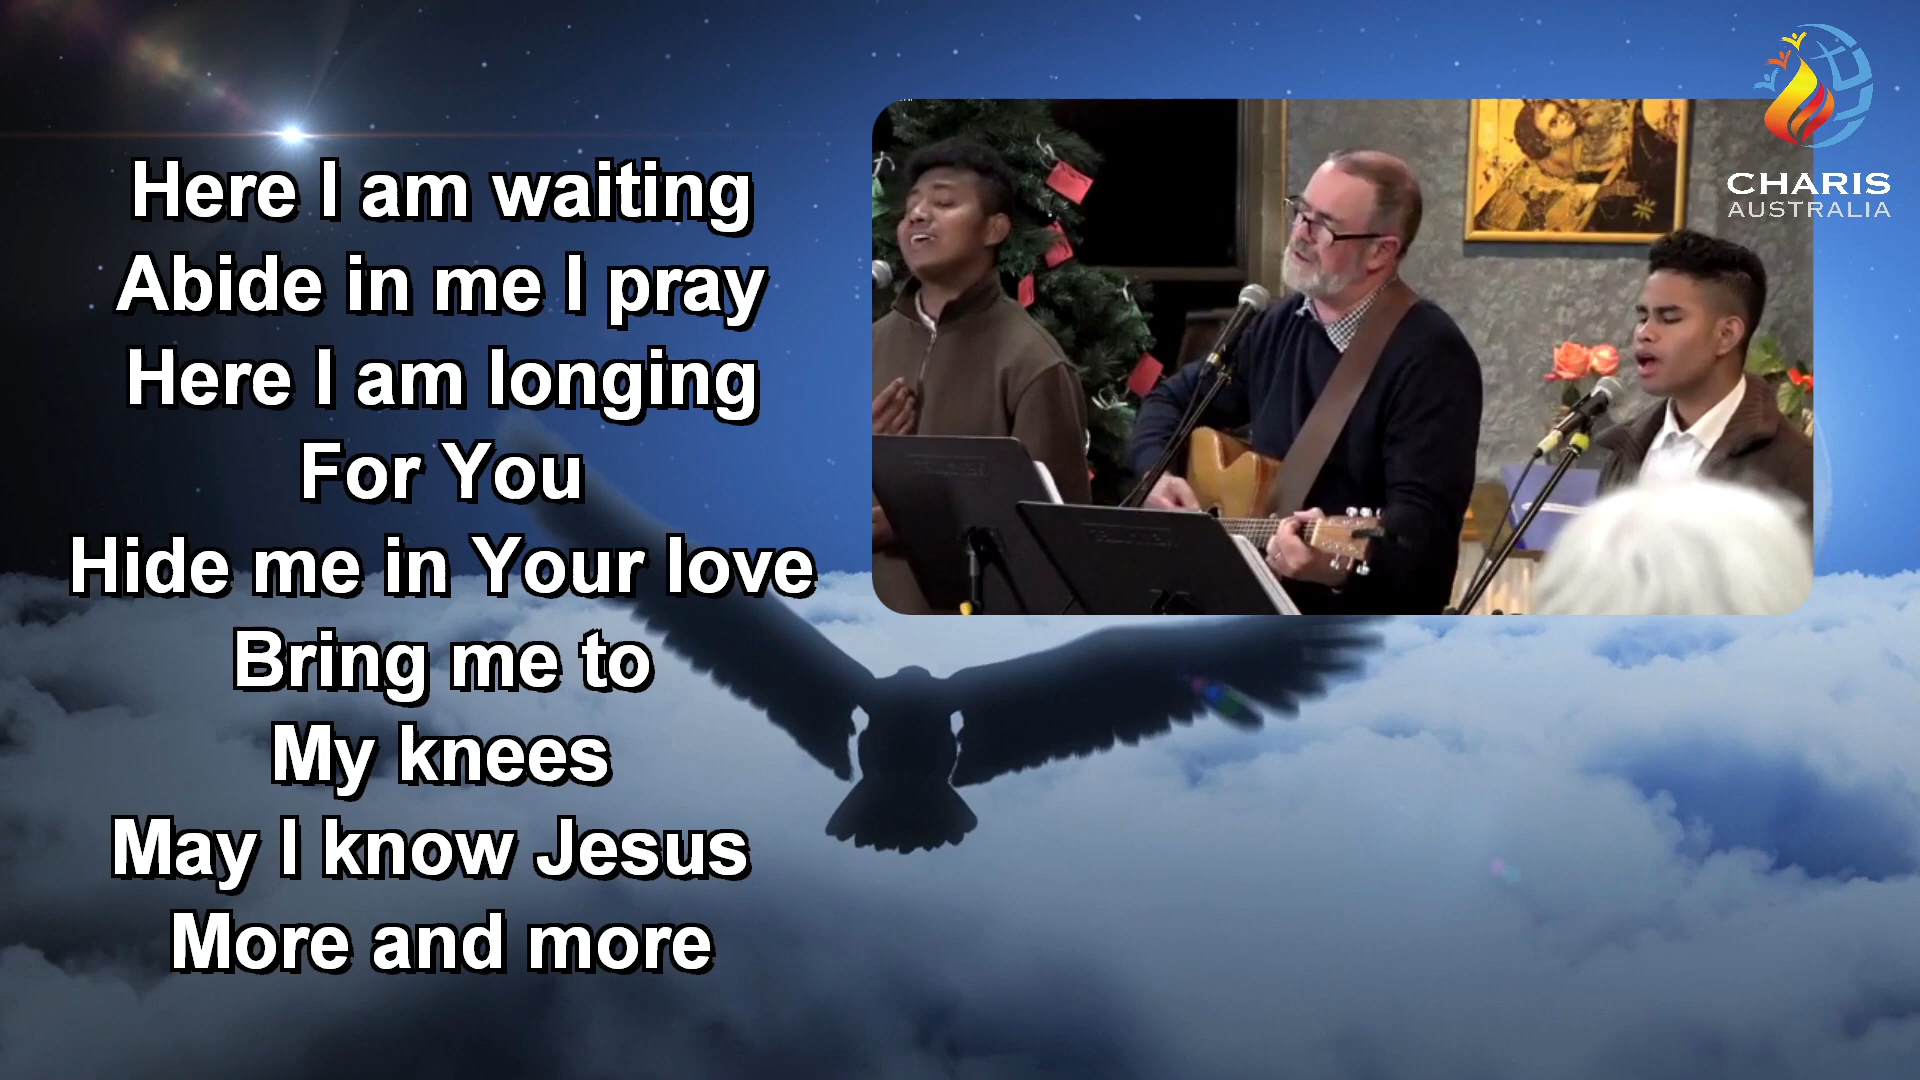 Here I am waiting
Abide in me I pray
Here I am longing
For You
Hide me in Your love
Bring me to
My knees
May I know Jesus
More and more
CHARIS
AUSTRALIA